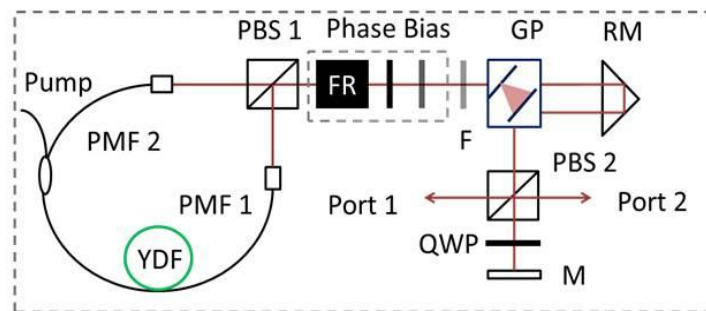 PBS 1
Phase Bias
GP
RM
Pump
FR
PMF 2
F
PBS 2
PMF 1
Port 1
Port 2
YDF
QWP
M